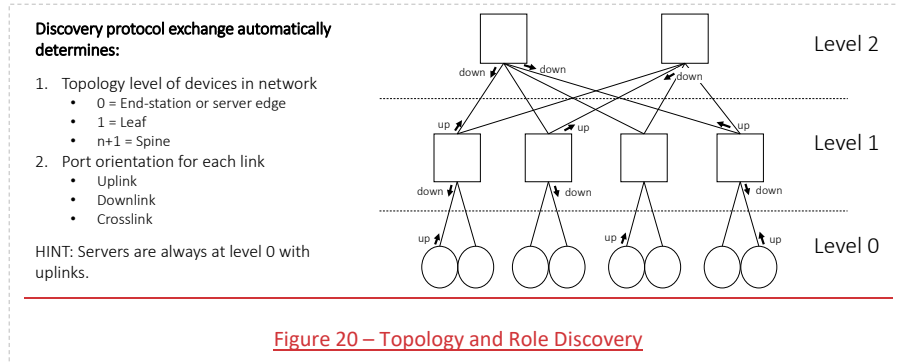 Discovery protocol exchange automatically
determines:
1. Topology level of devices in network
• 0 = End-station or server edge
• 1 = Leaf
• n+1 = Spine
2. Port orientation for each link
• Uplink
• Downlink
• Crosslink
HINT: Servers are always at level 0 with
uplinks.
Level 2
down
down
down
up
up
up
Level 1
down
down
down
up
up
up
Level 0
Figure 20 – Topology and Role Discovery